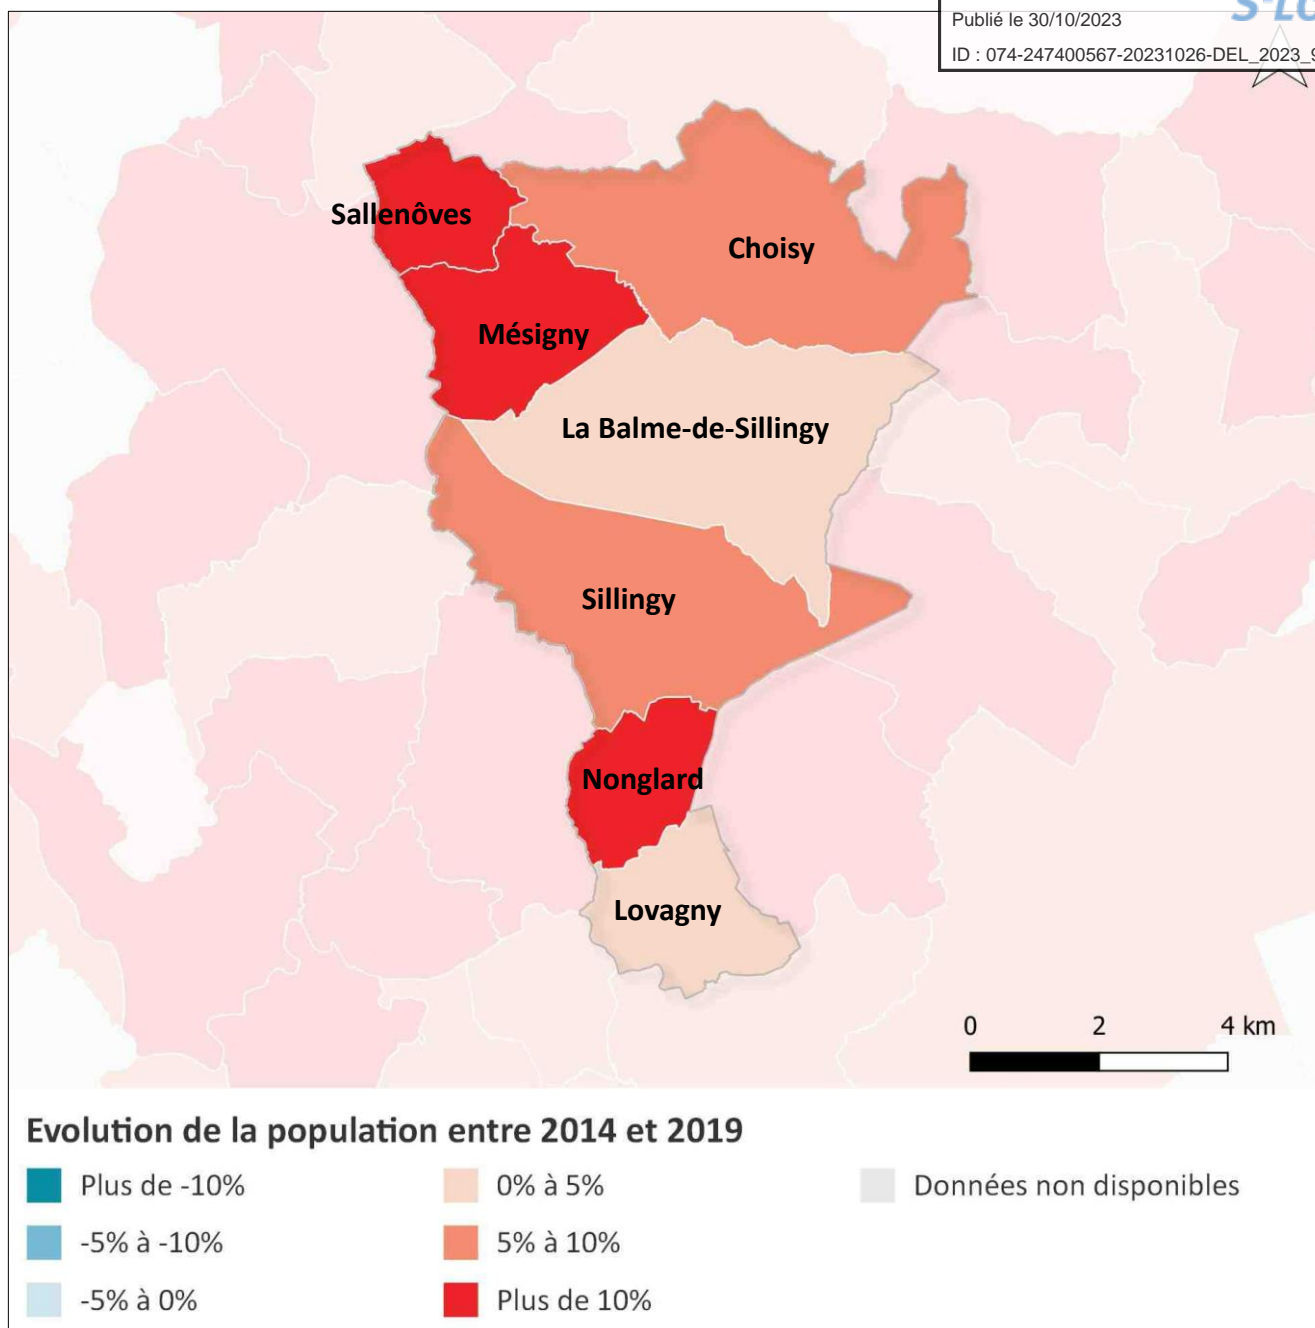 Publié le 30/10/2023
ID : 074-247400567-20231026-DEL_2023_9
Sallenôves
Choisy
Mésigny
La Balme-de-Sillingy
Sillingy
Nonglard
Lovagny
0 2 4 km
Evolution de la population entre 2014 et 2019
Plus de -10%
0% à 5%
Données non disponibles
-5% à -10%
5% à 10%
-5% à 0%
Plus de 10%